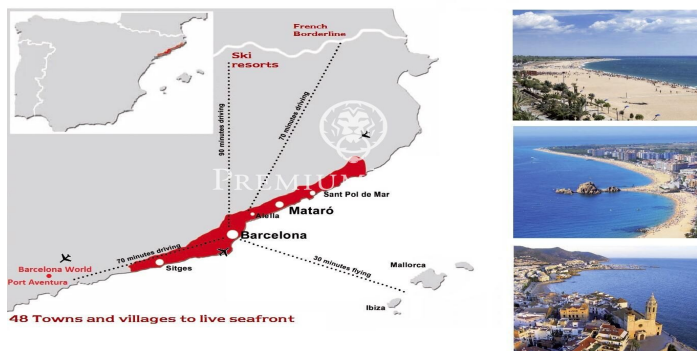 French
Borderline
Ski
resorts
90 minutes driving
70 minutes driving
PREMIUM
Sant Pol de Mar
Mataró
Alella
Barcelona
70 minutes driving
Barcelona World
Port Aventura
Sitges
30 minutes flying
Mallorca
Ibiza
48 Towns and villages to live seafront